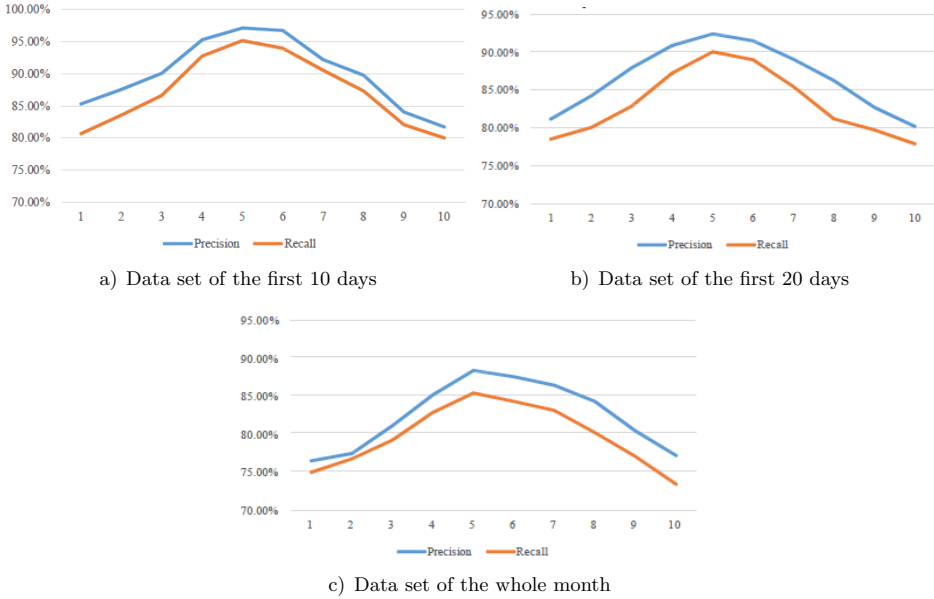 100.00%
95.00%
90.00%
85.00%
80.00%
75.00%
70.00%
1 2 3 4 5 6 7 8 9 10
Precision Recall
a) Data set of the first 10 days
95.00%
90.00%
85.00%
80.00%
75.00%
70.00%
1 2 3 4 5 6 7 8 9 10
Precision Recall
b) Data set of the first 20 days
95.00%
90.00%
85.00%
80.00%
75.00%
70.00%
1 2 3 4 5 6 7 8 9 10
Precision Recall
c) Data set of the whole month